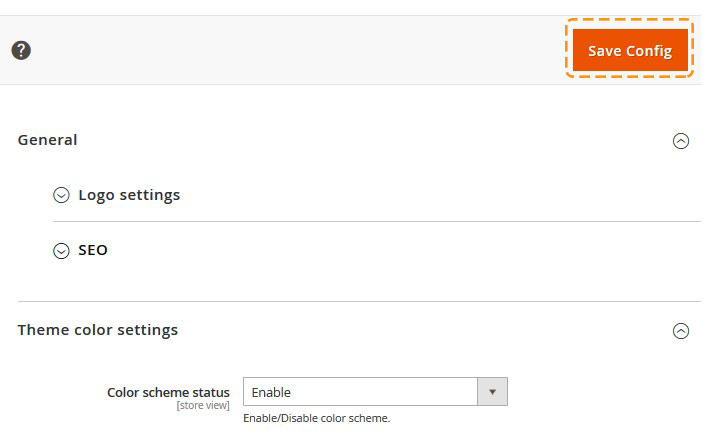 ?
Save Config
General
Logo settings
SEO
Theme color settings
Color scheme status
Enable
[store view]
Enable/Disable color scheme.